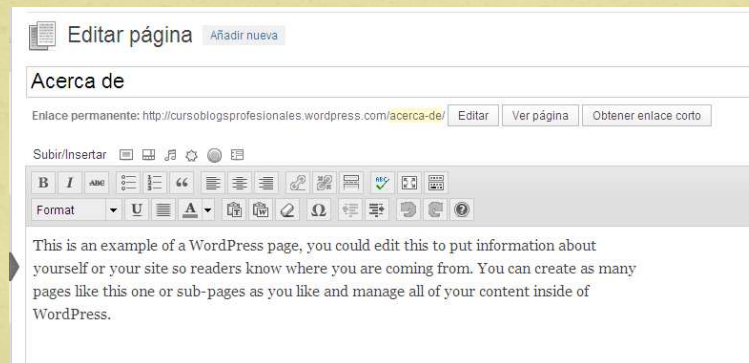 Editar página Añadir nueva
Acerca de
Enlace permanente: http://cursoblogsprofesionales.wordpress.com/acerca-de/ Editar Ver página Obtener enlace corto
Subir/Insertar
B I ABC ABC
Format U A T W Ω ?
This is an example of a WordPress page, you could edit this to put information about
yourself or your site so readers know where you are coming from. You can create as many
pages like this one or sub-pages as you like and manage all of your content inside of
WordPress.